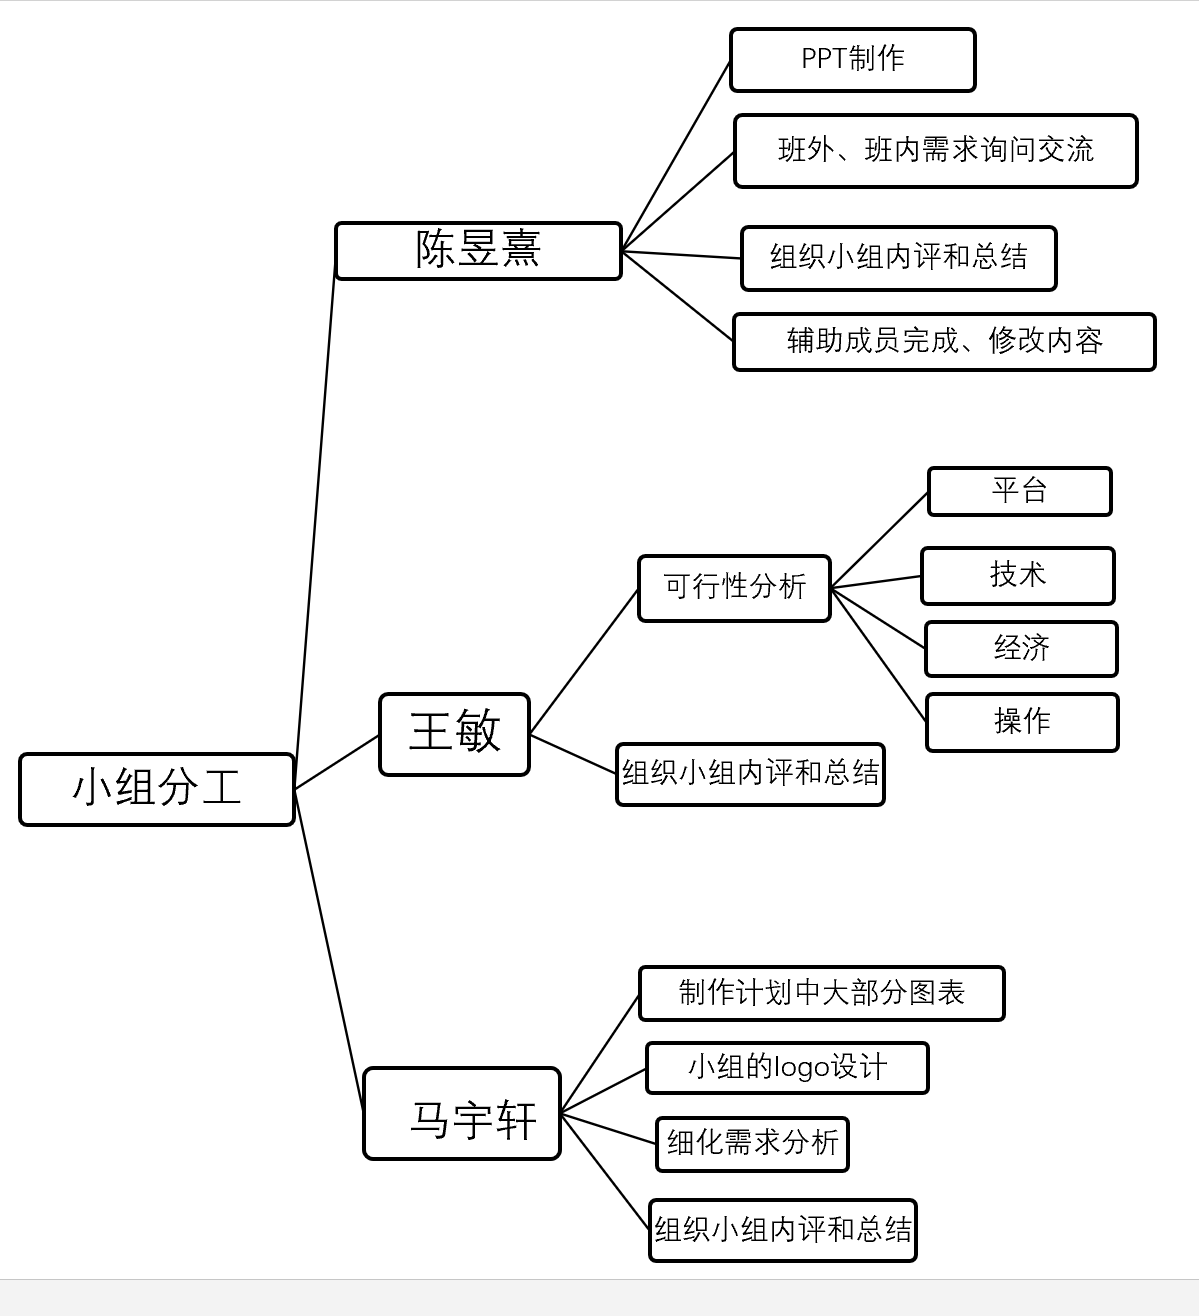 小组分工
陈昱熹
PPT制作
班外、班内需求询问交流
组织小组内评和总结
辅助成员完成、修改内容
王敏
可行性分析
平台
技术
经济
操作
组织小组内评和总结
马宇轩
制作计划中大部分图表
小组的logo设计
细化需求分析
组织小组内评和总结